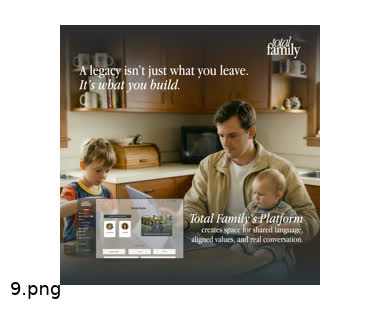 total
family
A legacy isn't just what you leave.
It's what you build.
Total Family's Platform
creates space for shared language,
aligned values, and real conversation.
9.png